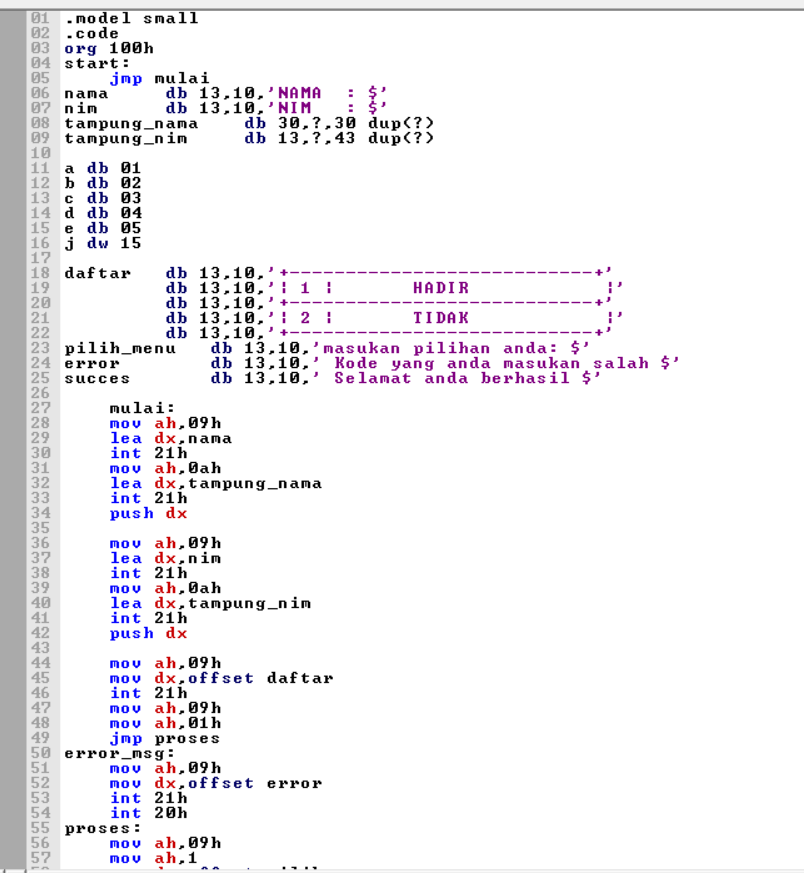 01 .model small
02 .code
03 org 100h
04 start:
05      jmp mulai
06 nama      db 13,10,'NAMA  : $'
07 nim       db 13,10,'NIM   : $'
08 tampung_nama    db 30,?,30 dup(?)
09 tampung_nim     db 13,?,43 dup(?)
10
11 a db 01
12 b db 02
13 c db 03
14 d db 04
15 e db 05
16 j dw 15
17
18 daftar   db 13,10,'+---------------------------+'
19          db 13,10,'| 1 |       HADIR            |'
20          db 13,10,'+---------------------------+'
21          db 13,10,'| 2 |       TIDAK            |'
22          db 13,10,'+---------------------------+'
23 pilih_menu   db 13,10,'masukan pilihan anda: $'
24 error        db 13,10,' Kode yang anda masukan salah $'
25 succes       db 13,10,' Selamat anda berhasil $'
26
27     mulai:
28     mov ah,09h
29     lea dx,nama
30     int 21h
31     mov ah,0ah
32     lea dx,tampung_nama
33     int 21h
34     push dx
35
36     mov ah,09h
37     lea dx,nim
38     int 21h
39     mov ah,0ah
40     lea dx,tampung_nim
41     int 21h
42     push dx
43
44     mov ah,09h
45     mov dx,offset daftar
46     int 21h
47     mov ah,09h
48     mov ah,01h
49     jmp proses
50 error_msg:
51     mov ah,09h
52     mov dx,offset error
53     int 21h
54     int 20h
55 proses:
56     mov ah,09h
57     mov ah,1